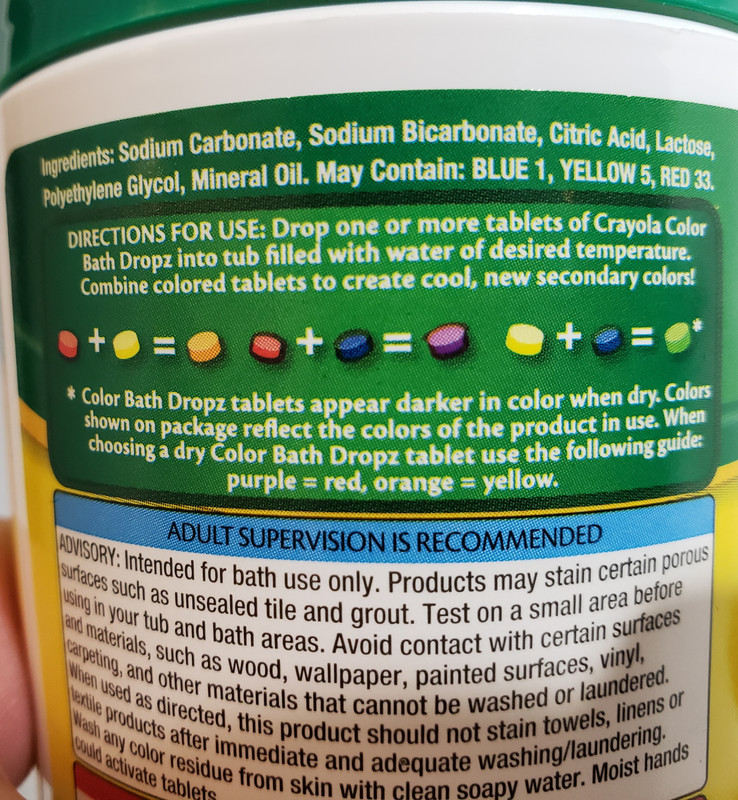 Ingredients: Sodium Carbonate, Sodium Bicarbonate, Citric Acid, Lactose,
Polyethylene Glycol, Mineral Oil. May Contain: BLUE 1, YELLOW 5, RED 33.
DIRECTIONS FOR USE: Drop one or more tablets of Crayola Color
Bath Dropz into tub filled with water of desired temperature.
Combine colored tablets to create cool, new secondary colors!
+ = + = + = *
* Color Bath Dropz tablets appear darker in color when dry. Colors
shown on package reflect the colors of the product in use. When
choosing a dry Color Bath Dropz tablet use the following guide:
purple = red, orange = yellow.
ADULT SUPERVISION IS RECOMMENDED
ADVISORY: Intended for bath use only. Products may stain certain porous
surfaces such as unsealed tile and grout. Test on a small area before
using in your tub and bath areas. Avoid contact with certain surfaces
and materials, such as wood, wallpaper, painted surfaces, vinyl,
carpeting, and other materials that cannot be washed or laundered.
When used as directed, this product should not stain towels, linens or
textile products after immediate and adequate washing/laundering.
Wash any color residue from skin with clean soapy water. Moist hands
could activate tablets.